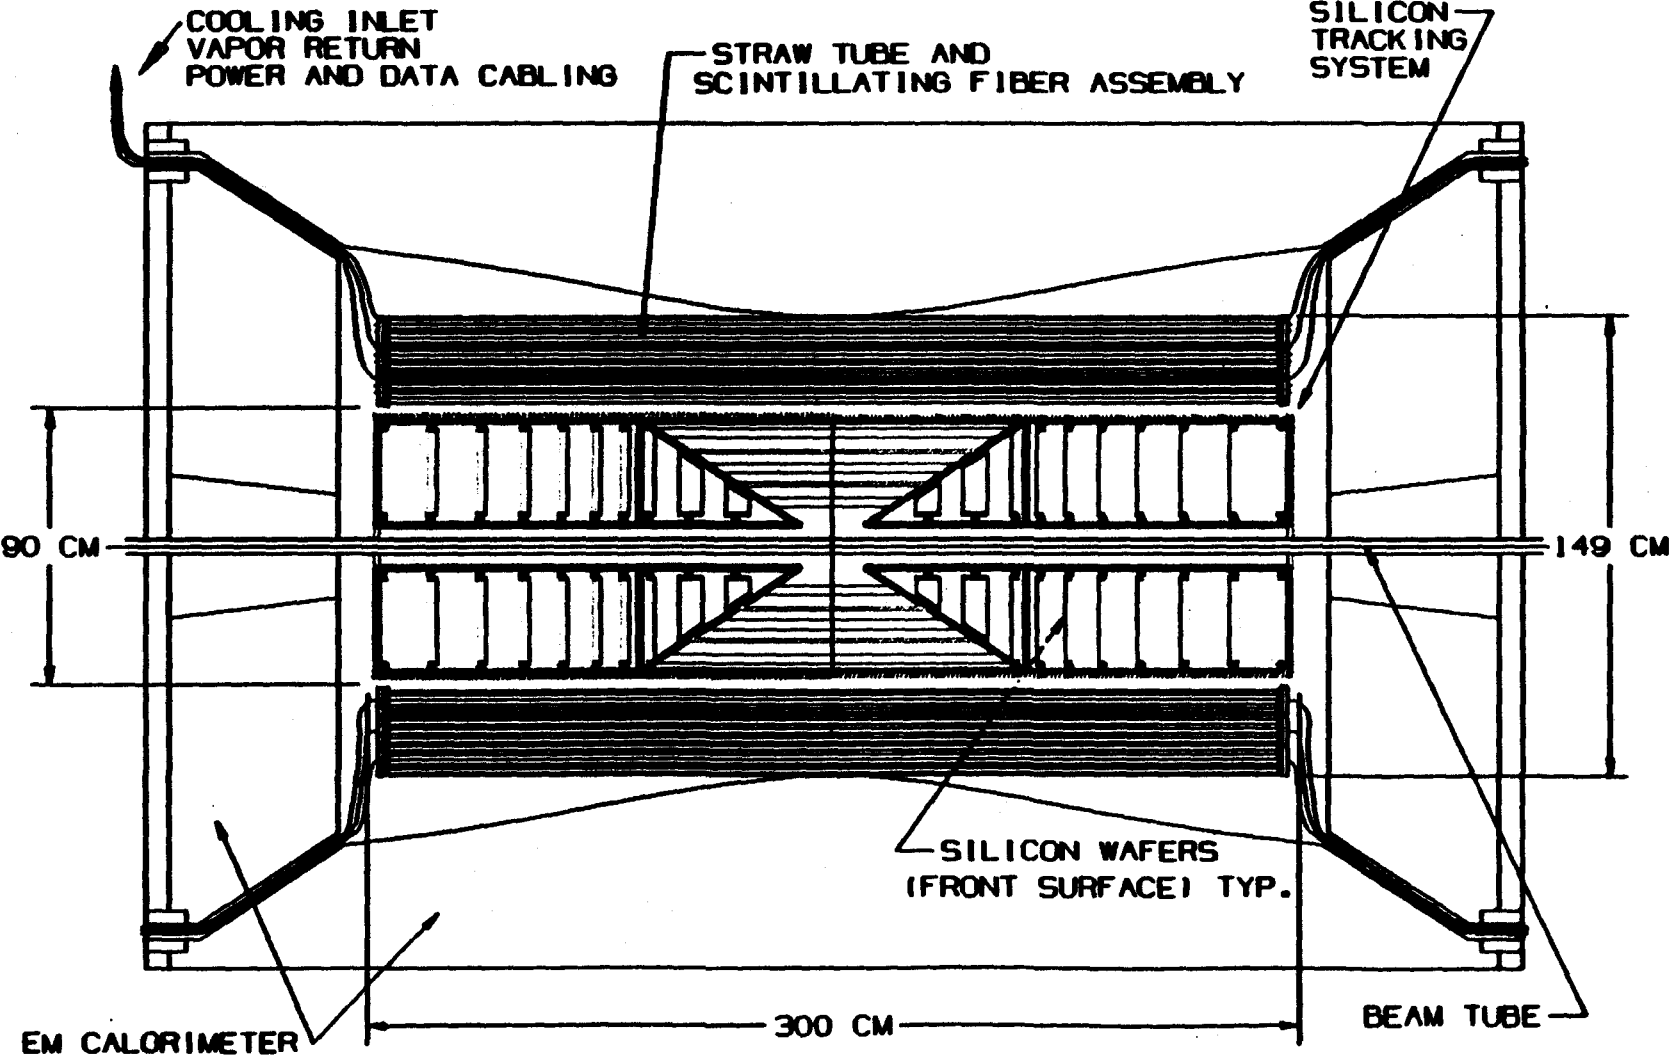 COOLING INLET
VAPOR RETURN
POWER AND DATA CABLING
STRAW TUBE AND
SCINTILLATING FIBER ASSEMBLY
SILICON
TRACKING
SYSTEM
90 CM
149 CM
SILICON WAFERS
(FRONT SURFACE) TYP.
300 CM
EM CALORIMETER
BEAM TUBE